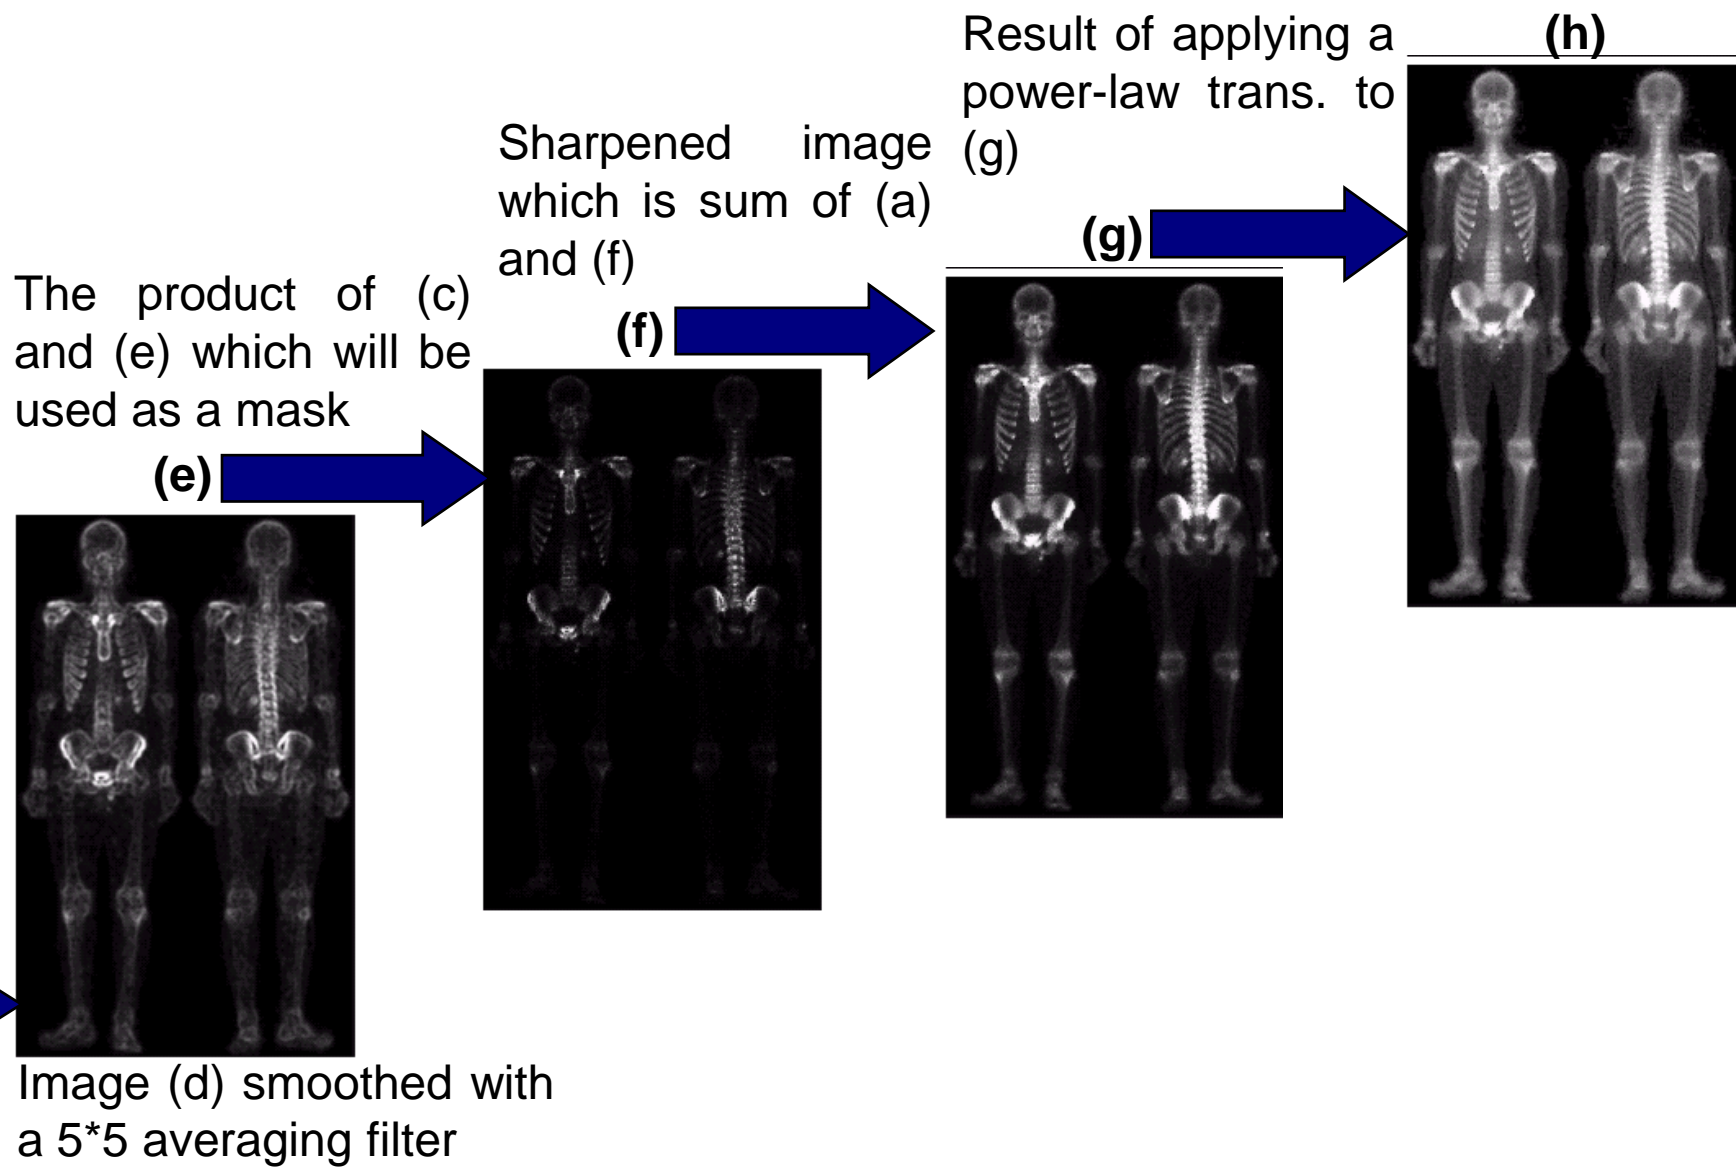 Result of applying a
power-law trans. to
(g)
(h)
Sharpened image
which is sum of (a)
and (f)
(g)
The product of (c)
and (e) which will be
used as a mask
(f)
(e)
Image (d) smoothed with
a 5*5 averaging filter